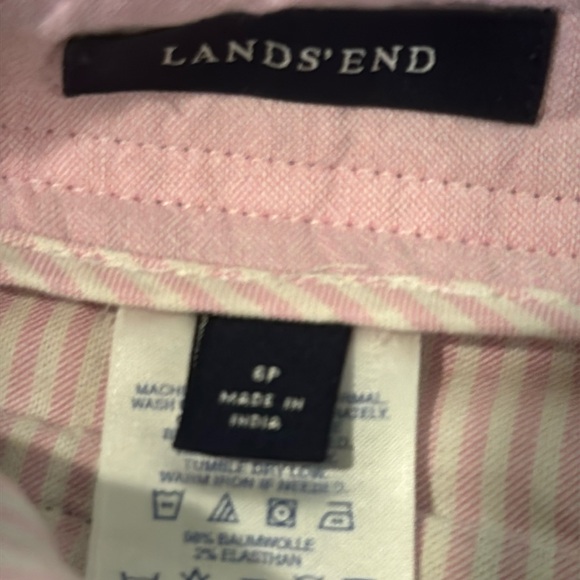 LANDS' END
6P
MADE IN
INDIA
MACH
WASH
TUMBLE DRY LOW.
WARM IRON IF NEEDED.
98% BAUMWOLLE
2% ELASTHAN